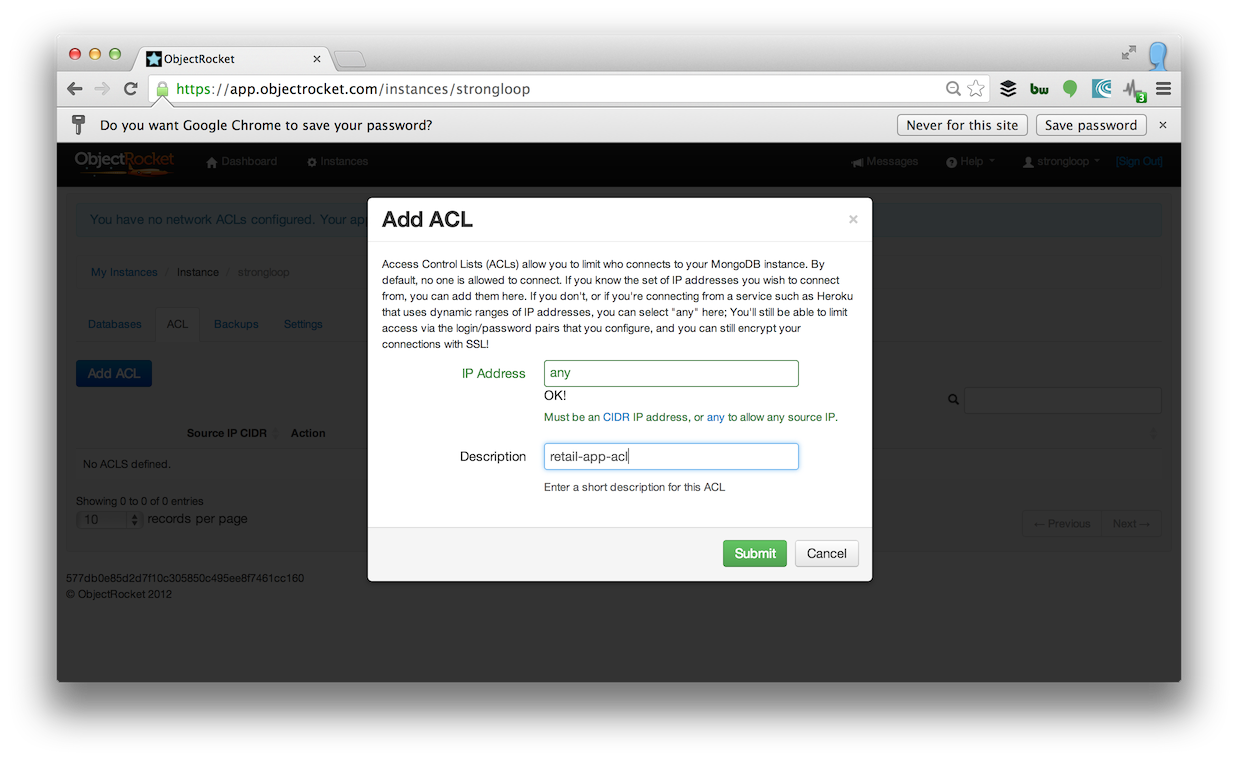 ObjectRocket
https://app.objectrocket.com/instances/strongloop
bw
3
Do you want Google Chrome to save your password?
Never for this site
Save password
ObjectRocket
Dashboard
Instances
Messages
Help
strongloop
[Sign Out]
You have no network ACLs configured. Your app
My Instances / Instance / strongloop
Databases
ACL
Backups
Settings
Add ACL
Source IP CIDR
Action
No ACLS defined.
Showing 0 to 0 of 0 entries
10 records per page
← Previous
Next →
577db0e85d2d7f10c305850c495ee8f7461cc160
© ObjectRocket 2012
Add ACL
×
Access Control Lists (ACLs) allow you to limit who connects to your MongoDB instance. By
default, no one is allowed to connect. If you know the set of IP addresses you wish to connect
from, you can add them here. If you don't, or if you're connecting from a service such as Heroku
that uses dynamic ranges of IP addresses, you can select "any" here; You'll still be able to limit
access via the login/password pairs that you configure, and you can still encrypt your
connections with SSL!
IP Address
any
OK!
Must be an CIDR IP address, or any to allow any source IP.
Description
retail-app-acl
Enter a short description for this ACL
Submit
Cancel